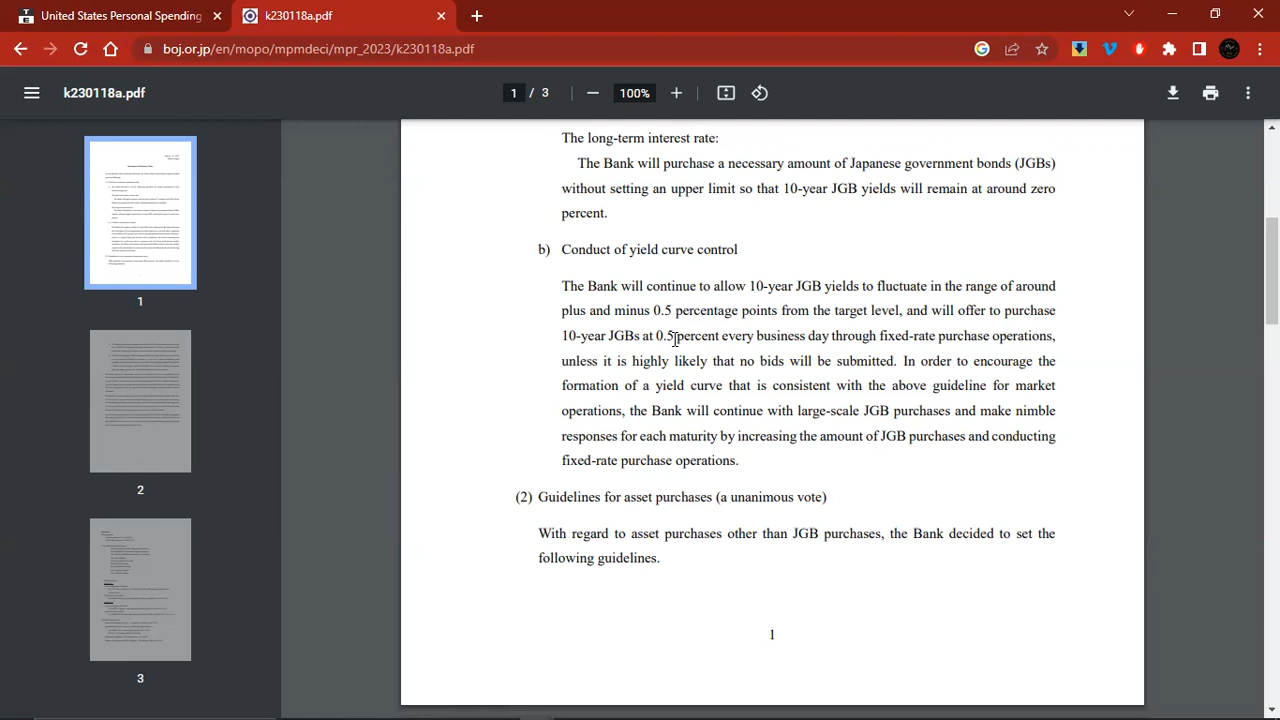 United States Personal Spending
k230118a.pdf
boj.or.jp/en/mopo/mpmdeci/mpr_2023/k230118a.pdf
k230118a.pdf
1 / 3
100%
The long-term interest rate:
The Bank will purchase a necessary amount of Japanese government bonds (JGBs)
without setting an upper limit so that 10-year JGB yields will remain at around zero
percent.
b) Conduct of yield curve control
The Bank will continue to allow 10-year JGB yields to fluctuate in the range of around
plus and minus 0.5 percentage points from the target level, and will offer to purchase
10-year JGBs at 0.5 percent every business day through fixed-rate purchase operations,
unless it is highly likely that no bids will be submitted. In order to encourage the
formation of a yield curve that is consistent with the above guideline for market
operations, the Bank will continue with large-scale JGB purchases and make nimble
responses for each maturity by increasing the amount of JGB purchases and conducting
fixed-rate purchase operations.
(2) Guidelines for asset purchases (a unanimous vote)
With regard to asset purchases other than JGB purchases, the Bank decided to set the
following guidelines.
1
1
2
3